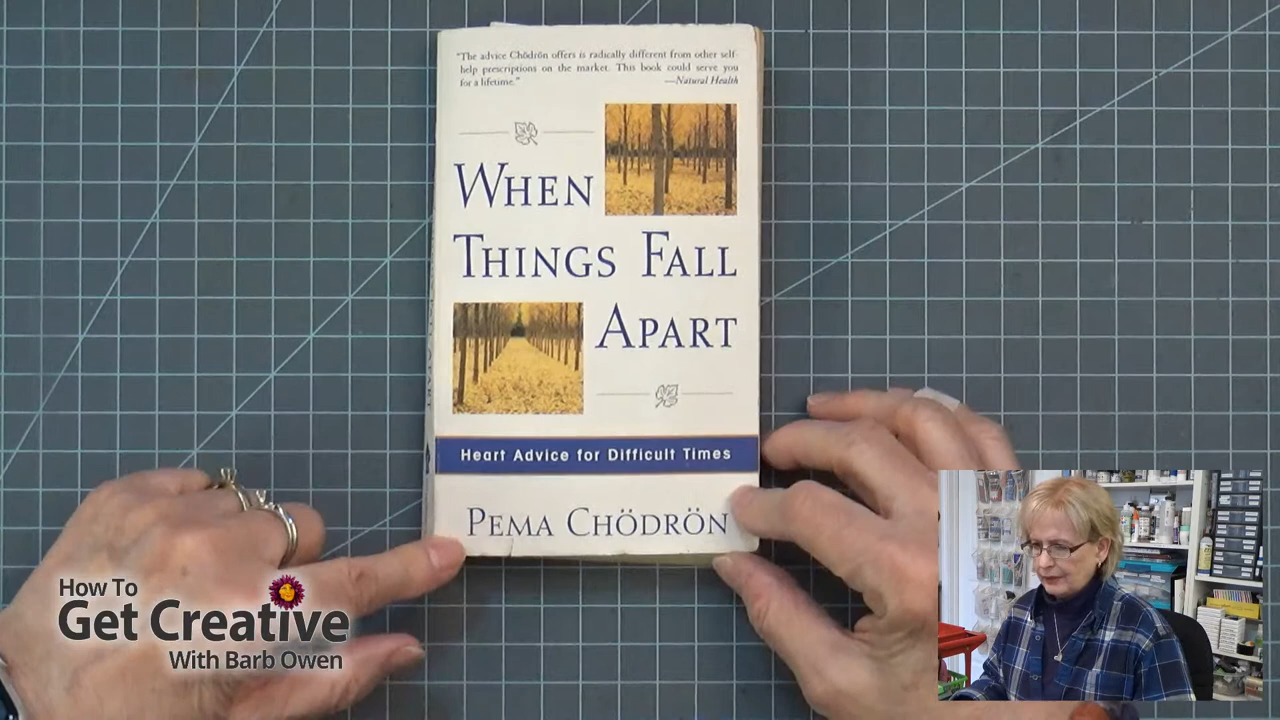 "The advice Chödrön offers is radically different from other self-
help prescriptions on the market. This book could serve you
for a lifetime." —Natural Health
WHEN
THINGS FALL
APART
Heart Advice for Difficult Times
PEMA CHÖDRÖN
How To
Get Creative
With Barb Owen